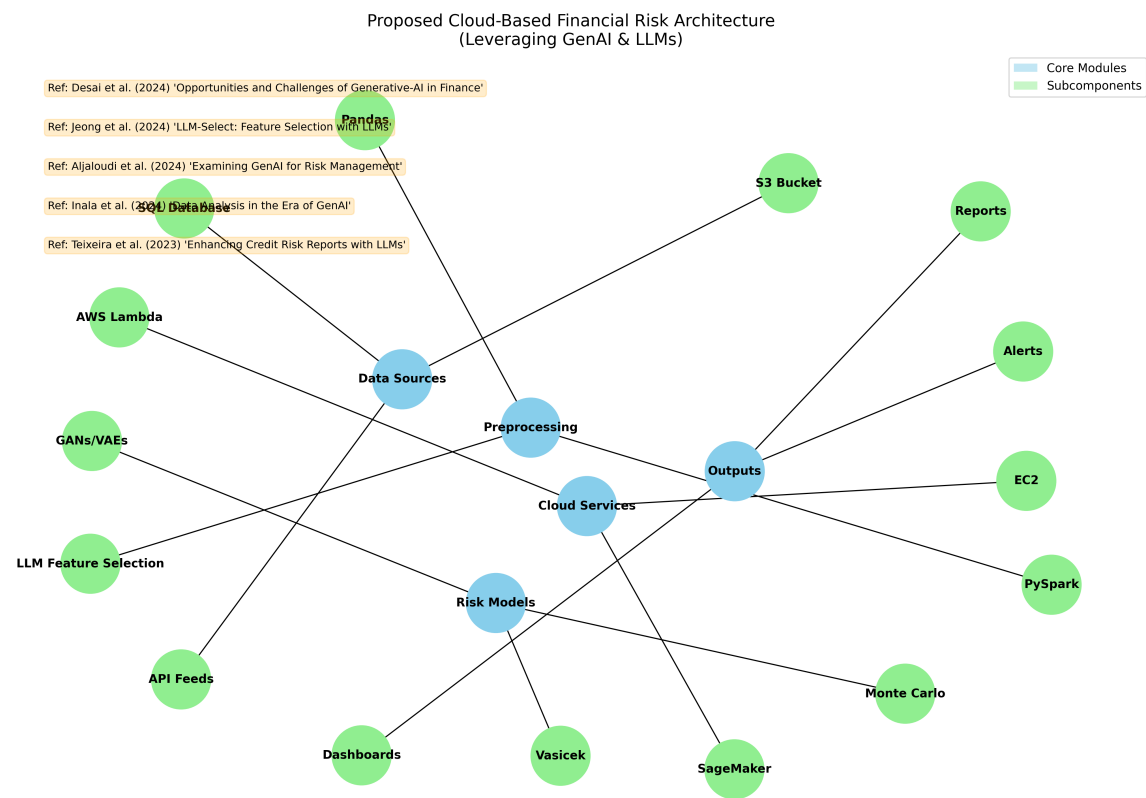 Proposed Cloud-Based Financial Risk Architecture
(Leveraging GenAI & LLMs)
Core Modules
Subcomponents
Ref: Desai et al. (2024) 'Opportunities and Challenges of Generative-AI in Finance'
Pandas
Ref: Jeong et al. (2024) 'LLM-Select: Feature Selection with LLMs'
Ref: Aljaloudi et al. (2024) 'Examining GenAI for Risk Management'
S3 Bucket
Ref: Inala et al. (2024) 'Data Analysis in the Era of GenAI'
SQL Database
Reports
Ref: Teixeira et al. (2023) 'Enhancing Credit Risk Reports with LLMs'
AWS Lambda
Alerts
Data Sources
Preprocessing
GANs/VAEs
Outputs
EC2
Cloud Services
LLM Feature Selection
PySpark
Risk Models
API Feeds
Monte Carlo
Dashboards
Vasicek
SageMaker